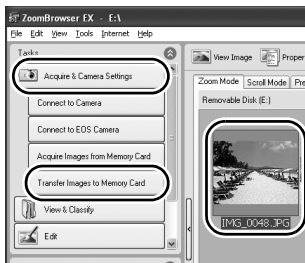 ZoomBrowser EX - E:\
File Edit View Tools Internet Help
Tasks
Acquire & Camera Settings
Connect to Camera
Connect to EOS Camera
Acquire Images from Memory Card
Transfer Images to Memory Card
View & Classify
Edit
View Image
Proper
Zoom Mode Scroll Mode Pre
Removable Disk (E:)
IMG_0048.JPG